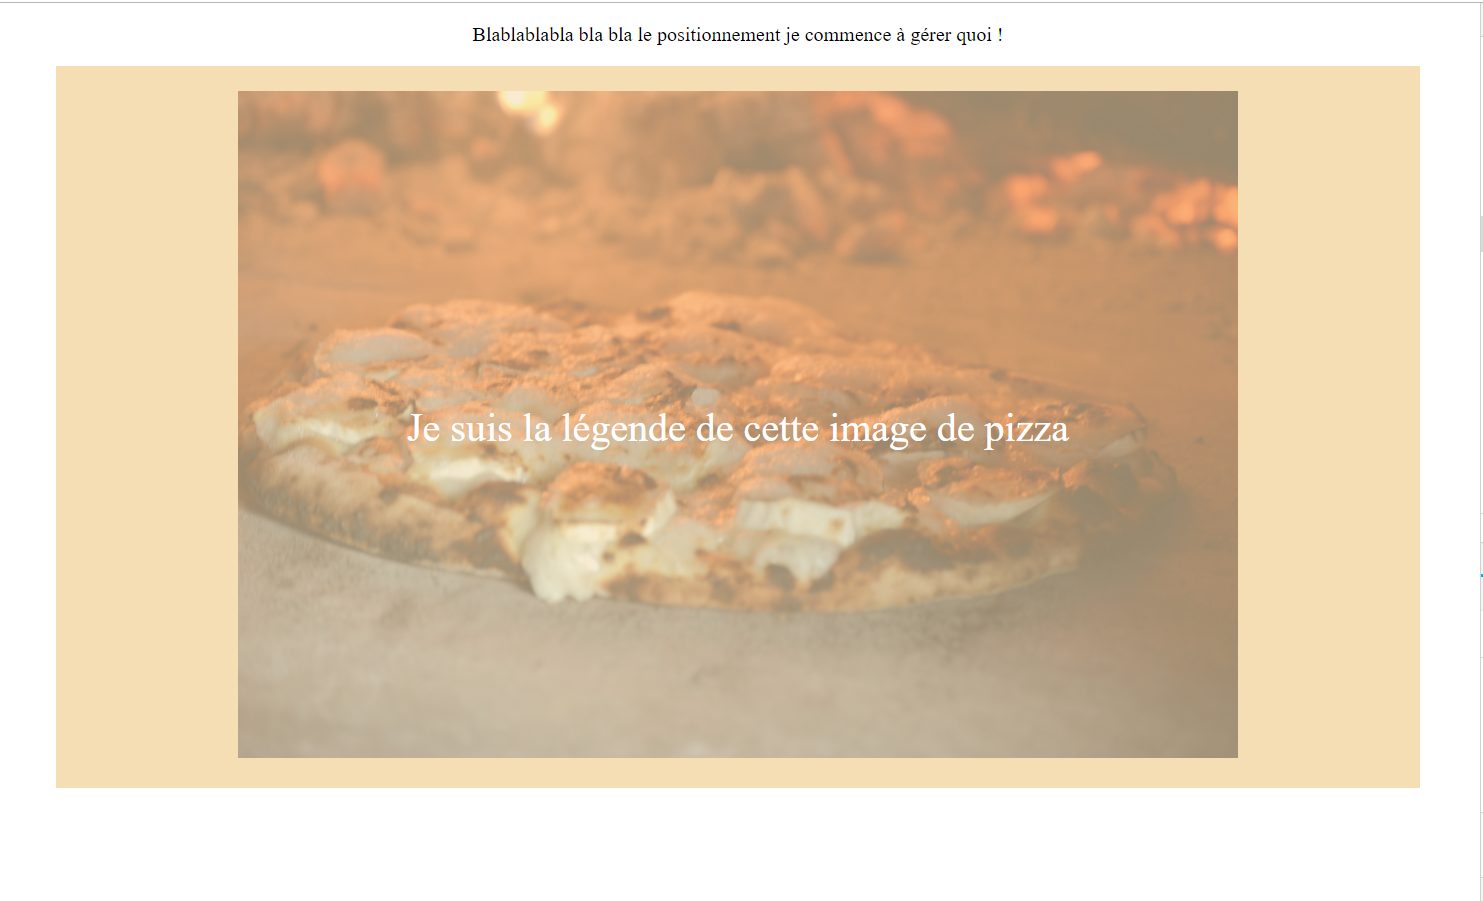 Blablablabla bla bla le positionnement je commence à gérer quoi !
Je suis la légende de cette image de pizza